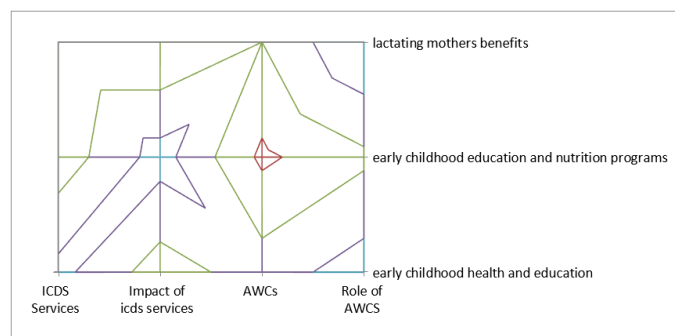 lactating mothers benefits
early childhood education and nutrition programs
early childhood health and education
ICDS
Services
Impact of
icds services
AWCs
Role of
AWCS